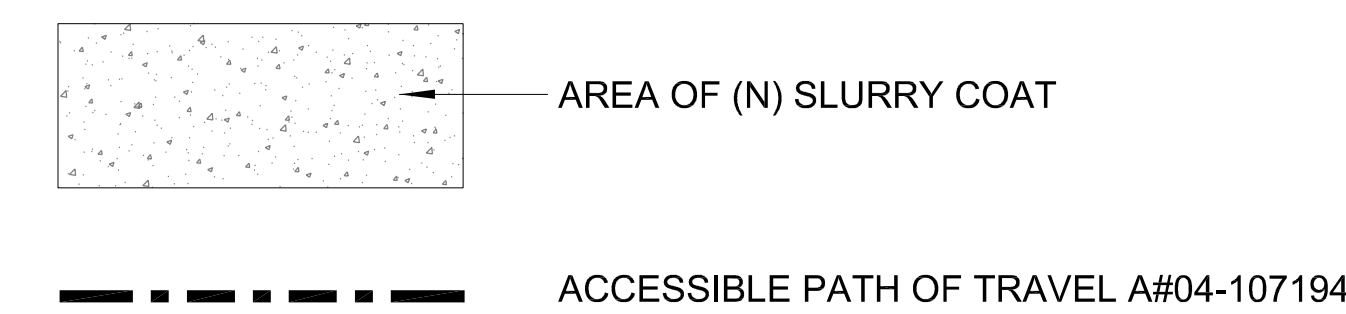 AREA OF (N) SLURRY COAT
ACCESSIBLE PATH OF TRAVEL A#04-107194